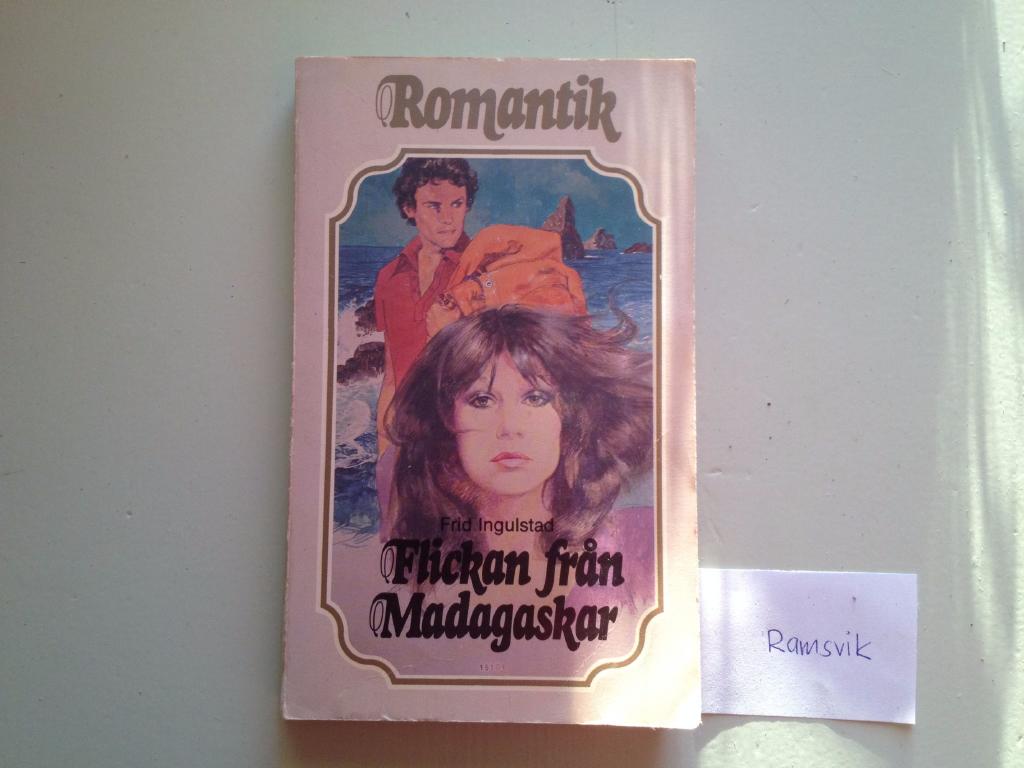 Romantik
Frid Ingulstad
Flickan från
Madagaskar
Ramsvik